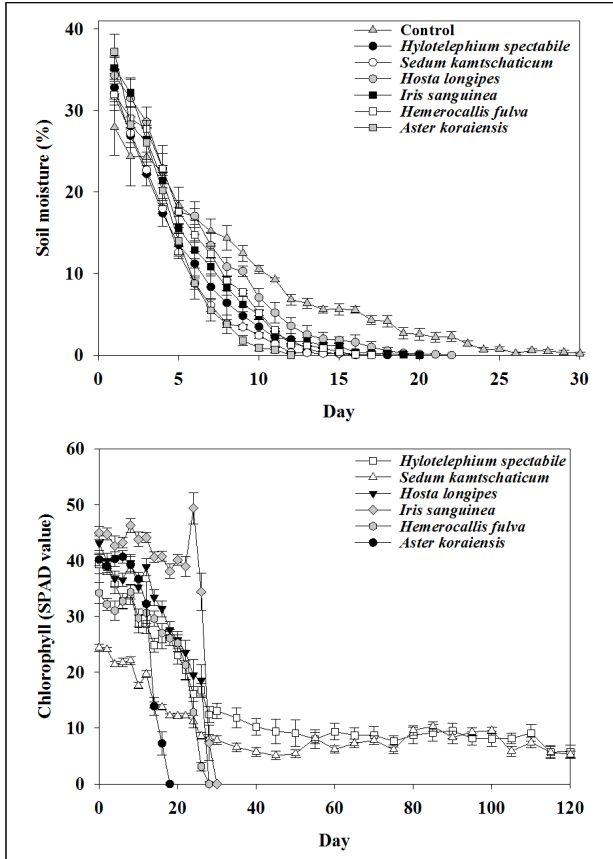 40
30
20
10
0
Soil moisture (%)
Control
Hylotelephium spectabile
Sedum kamtschaticum
Hosta longipes
Iris sanguinea
Hemerocallis fulva
Aster koraiensis
0 5 10 15 20 25 30
Day
60
50
40
30
20
10
0
Chlorophyll (SPAD value)
Hylotelephium spectabile
Sedum kamtschaticum
Hosta longipes
Iris sanguinea
Hemerocallis fulva
Aster koraiensis
0 20 40 60 80 100 120
Day